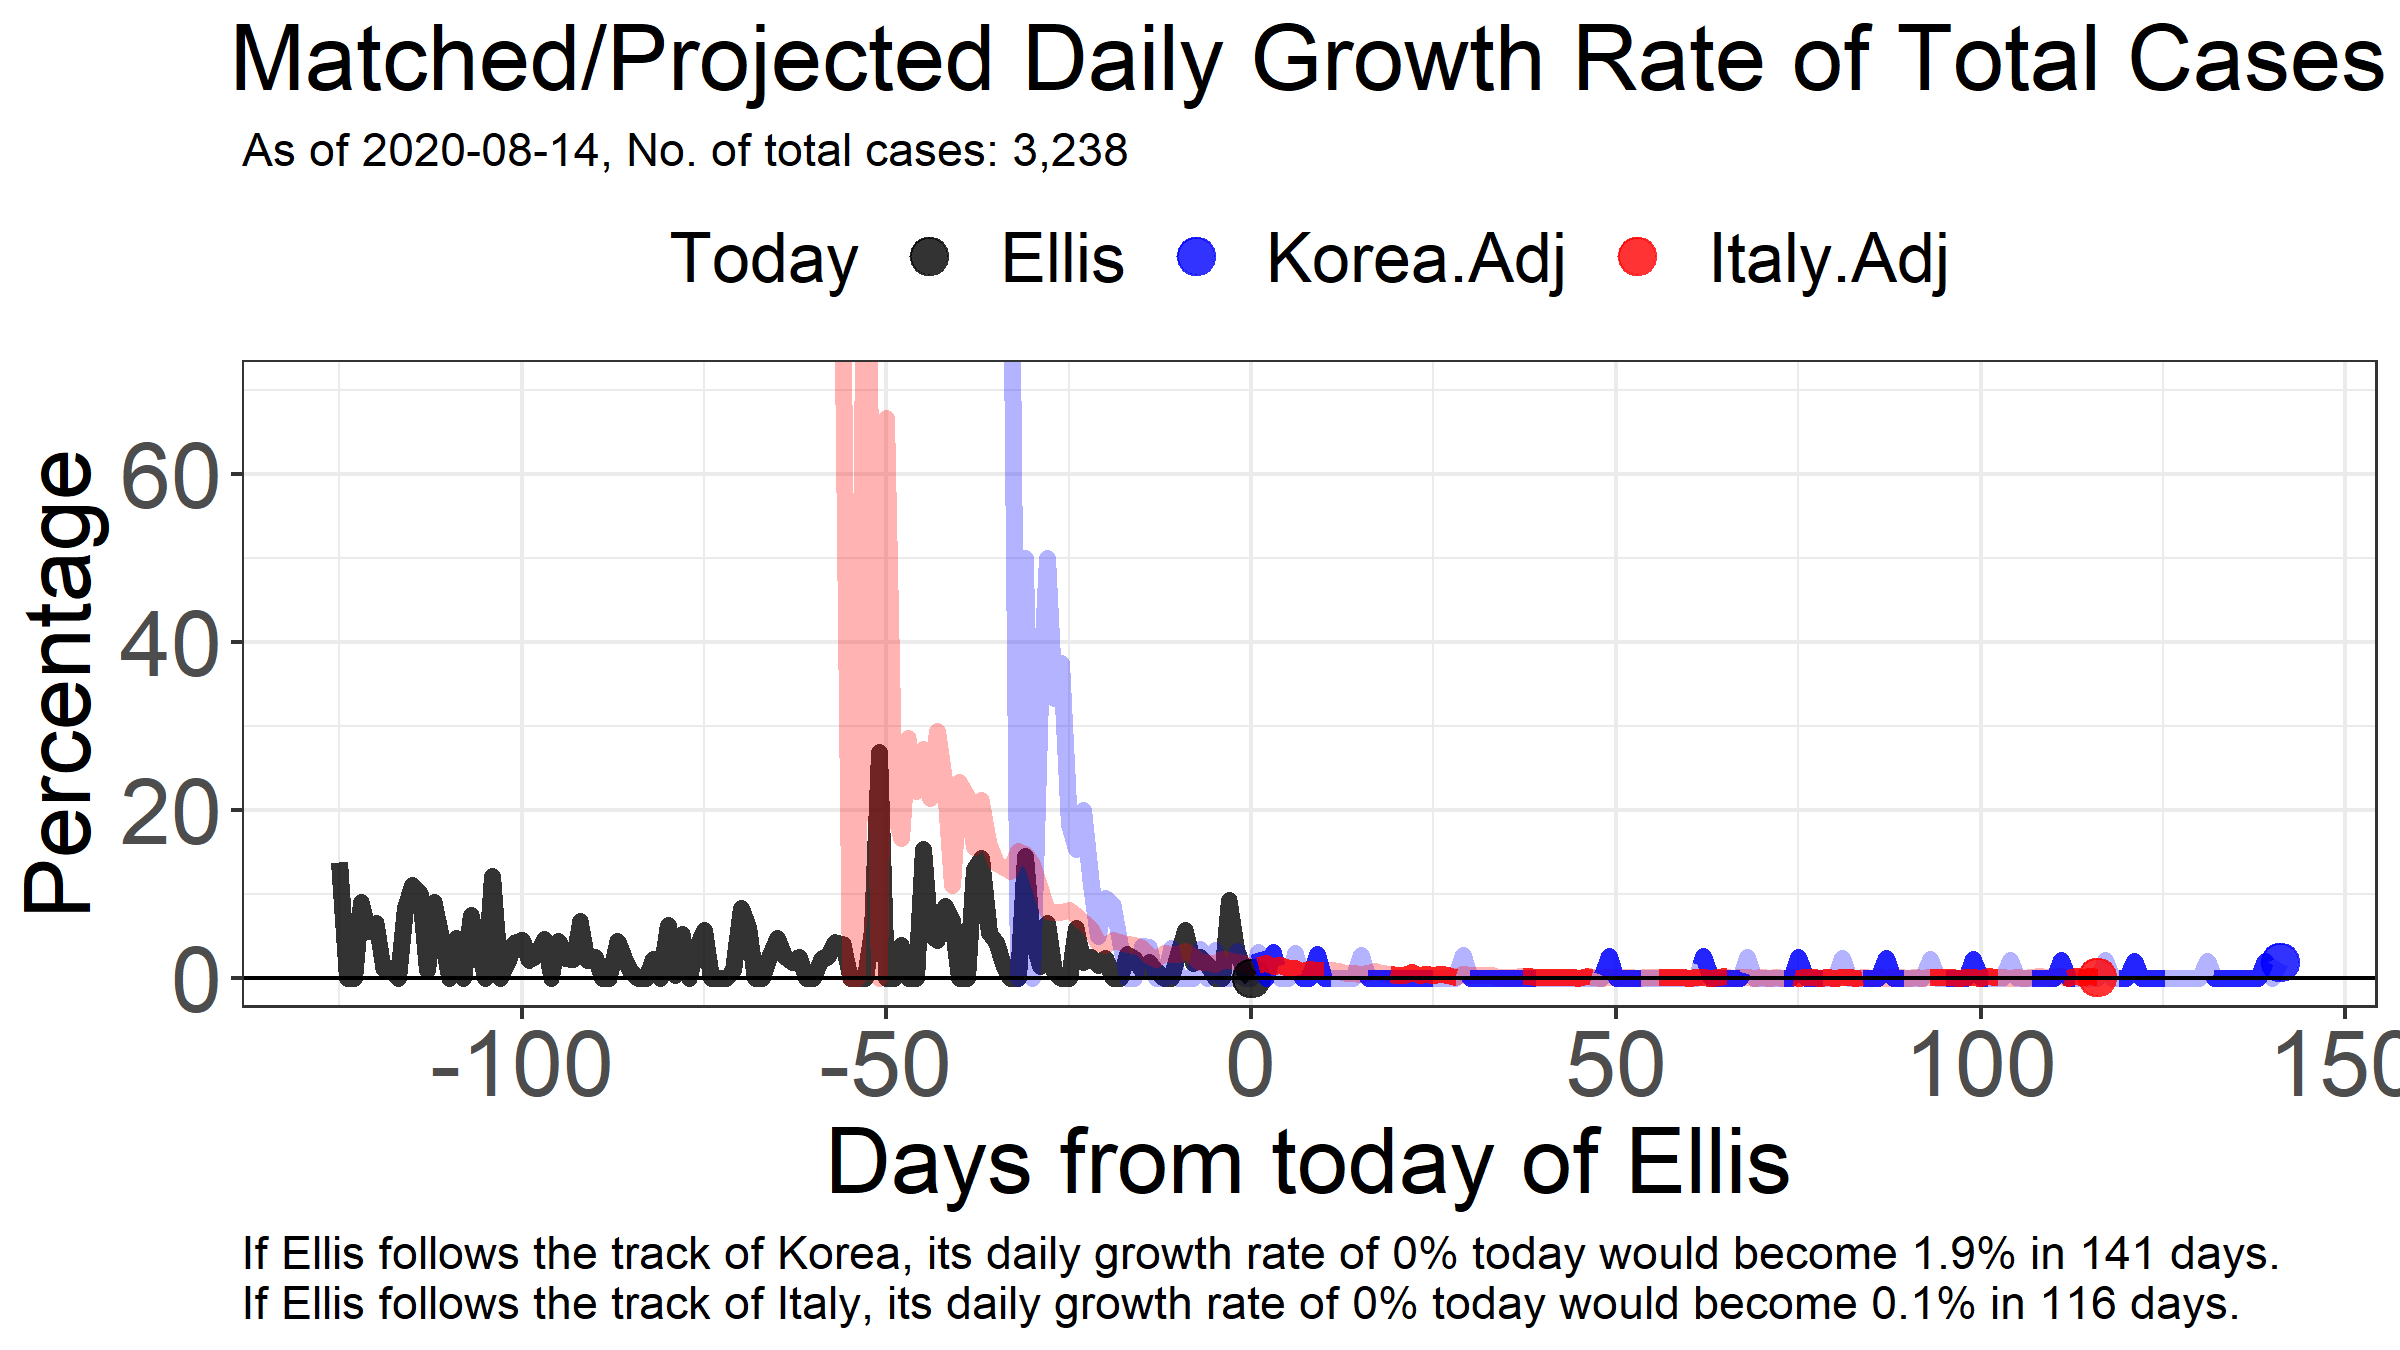 Matched/Projected Daily Growth Rate of Total Cases
As of 2020-08-14, No. of total cases: 3,238
Today Ellis Korea.Adj Italy.Adj
Percentage
60
40
20
0
-100 -50 0 50 100 150
Days from today of Ellis
If Ellis follows the track of Korea, its daily growth rate of 0% today would become 1.9% in 141 days.
If Ellis follows the track of Italy, its daily growth rate of 0% today would become 0.1% in 116 days.